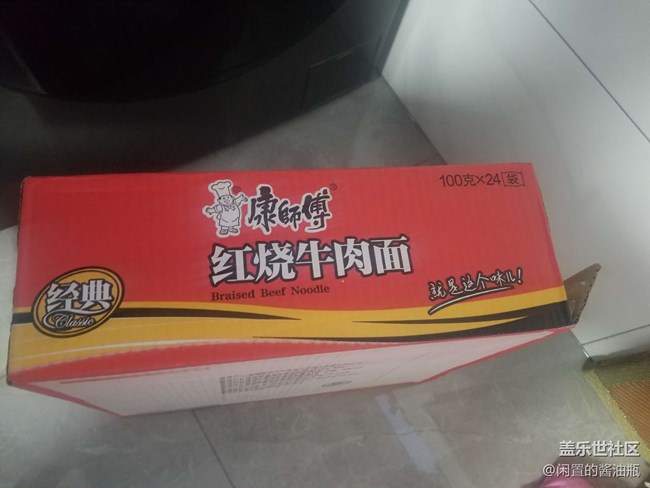 100克×24袋
康師傅®
红烧牛肉面
Braised Beef Noodle
经典
Classic
就是这个味儿!
盖乐世社区
@闲置的酱油瓶